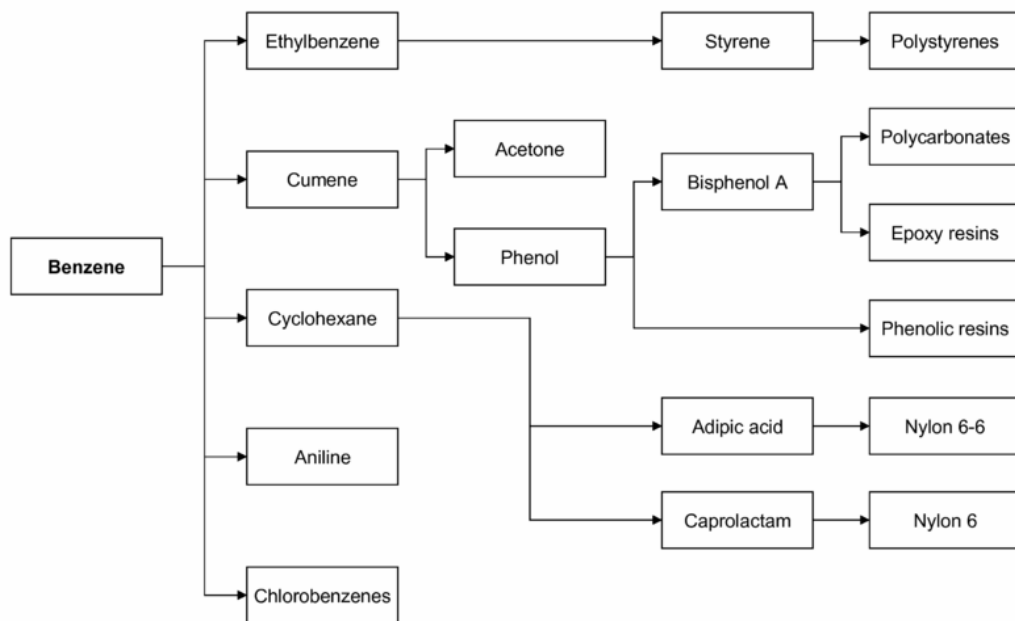 Ethylbenzene
Styrene
Polystyrenes
Polycarbonates
Acetone
Cumene
Bisphenol A
Epoxy resins
Phenol
Benzene
Cyclohexane
Phenolic resins
Adipic acid
Nylon 6-6
Aniline
Caprolactam
Nylon 6
Chlorobenzenes